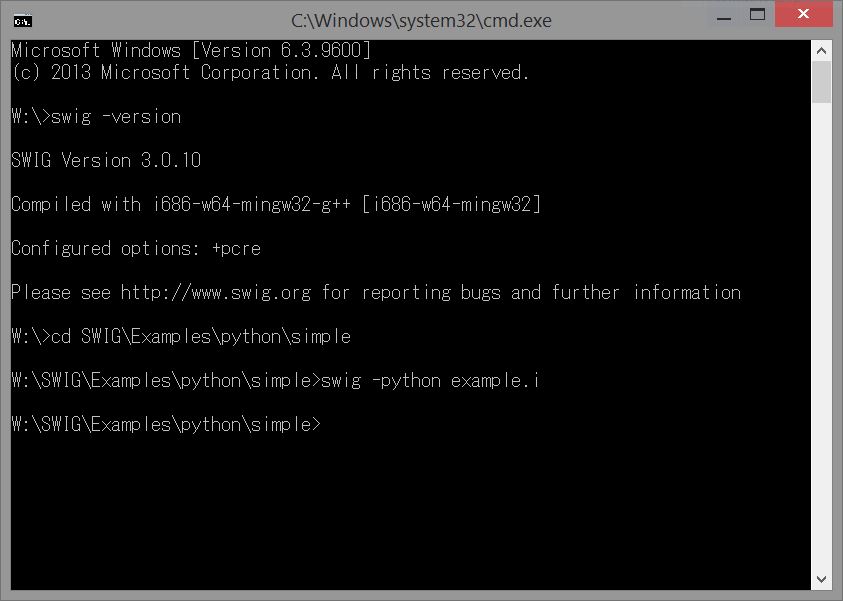 C:\Windows\system32\cmd.exe
Microsoft Windows [Version 6.3.9600]
(c) 2013 Microsoft Corporation. All rights reserved.
W:\>swig -version
SWIG Version 3.0.10
Compiled with i686-w64-mingw32-g++ [i686-w64-mingw32]
Configured options: +pcre
Please see http://www.swig.org for reporting bugs and further information
W:\>cd SWIG\Examples\python\simple
W:\SWIG\Examples\python\simple>swig -python example.i
W:\SWIG\Examples\python\simple>